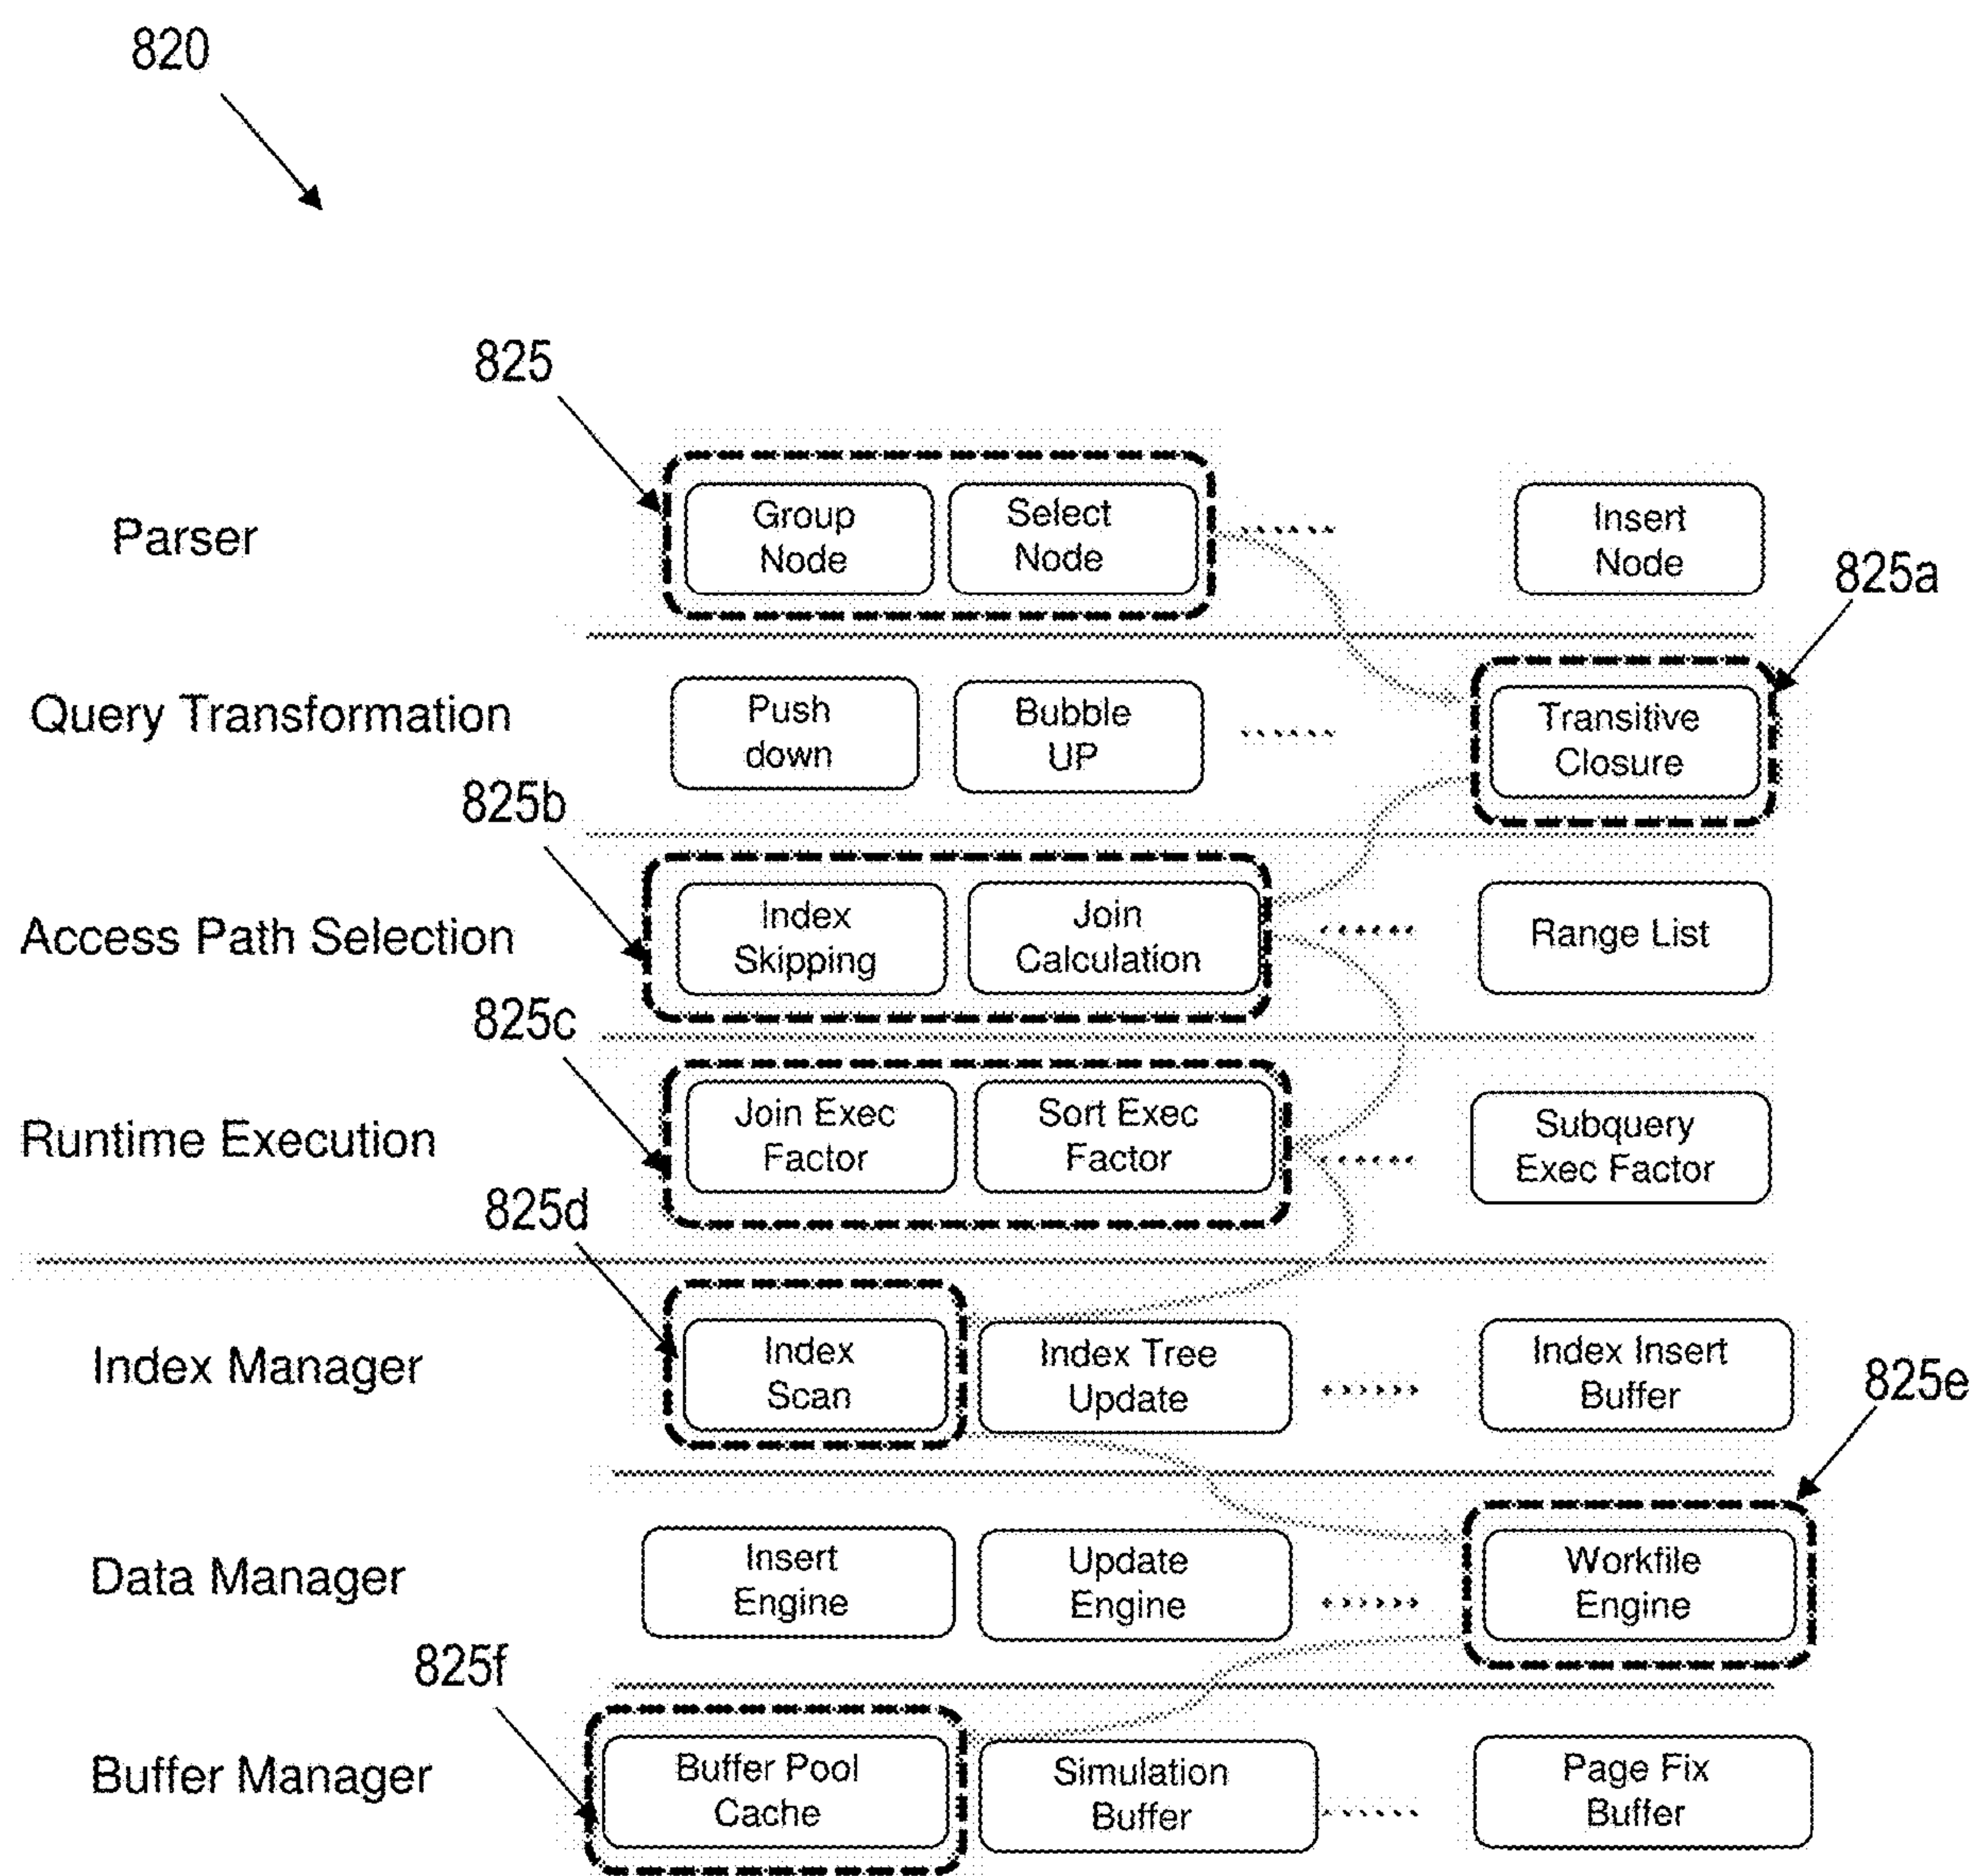 820
825
Parser
Group
Node
Select
Node
Insert
Node
825a
Query Transformation
Push
down
Bubble
UP
Transitive
Closure
825b
Access Path Selection
Index
Skipping
Join
Calculation
Range List
825c
Runtime Execution
Join Exec
Factor
Sort Exec
Factor
Subquery
Exec Factor
825d
Index Manager
Index
Scan
Index Tree
Update
Index Insert
Buffer
825e
Data Manager
Insert
Engine
Update
Engine
Workfile
Engine
825f
Buffer Manager
Buffer Pool
Cache
Simulation
Buffer
Page Fix
Buffer